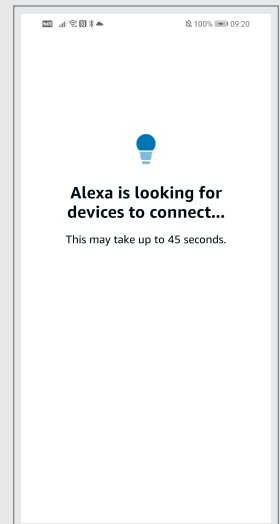 100% 09:20
Alexa is looking for
devices to connect...
This may take up to 45 seconds.